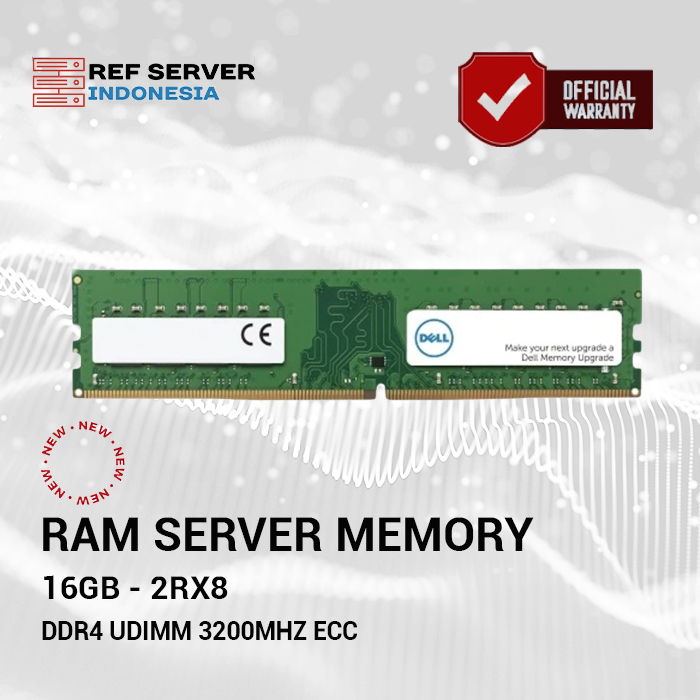 REF SERVER
INDONESIA
OFFICIAL
WARRANTY
CE
DELL
Make your next upgrade a
Dell Memory Upgrade
NEW • NEW • NEW • NEW • NEW •
RAM SERVER MEMORY
16GB - 2RX8
DDR4 UDIMM 3200MHZ ECC